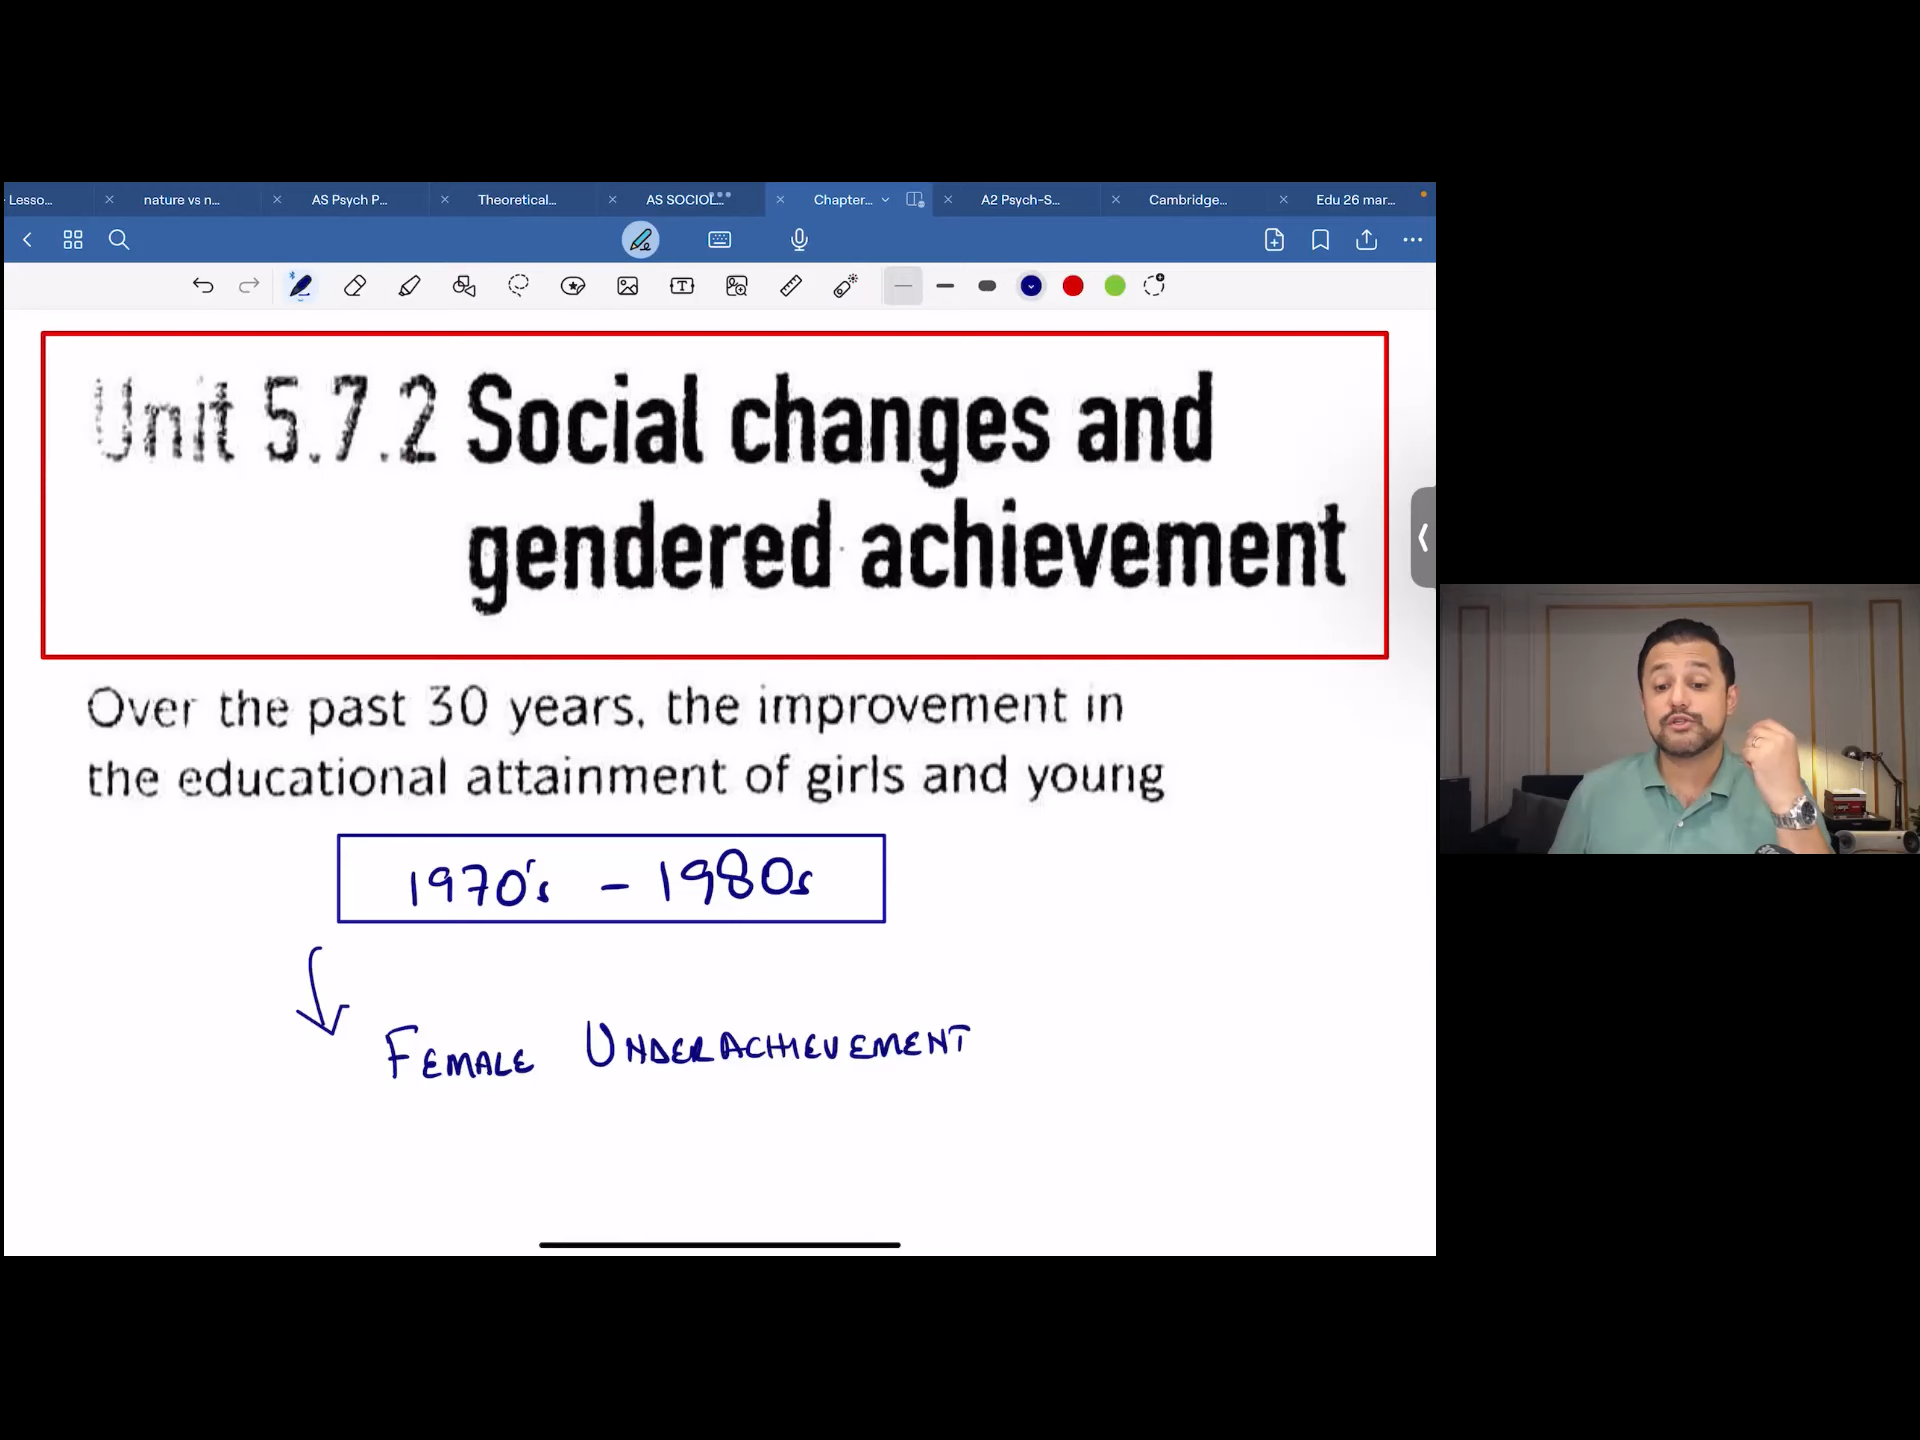 Lesso...
nature vs n...
AS Psych P...
Theoretical...
AS SOCIOL...
Chapter...
A2 Psych-S...
Cambridge...
Edu 26 mar...
Unit 5.7.2 Social changes and
gendered achievement
Over the past 30 years, the improvement in
the educational attainment of girls and young
1970's - 1980s
FEMALE UNDERACHIEVEMENT